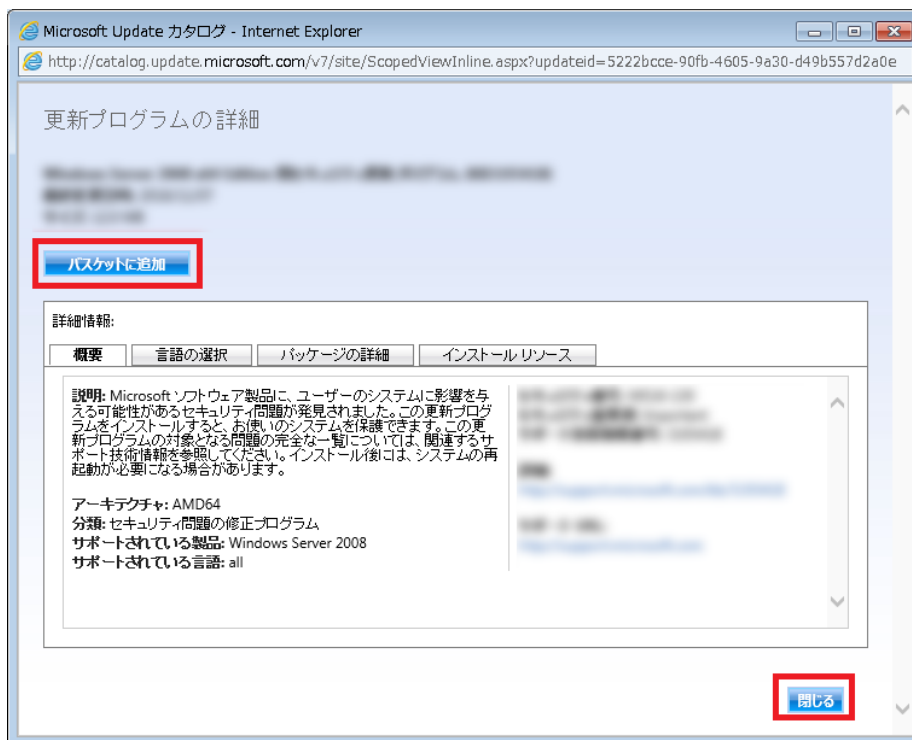 Microsoft Update カタログ - Internet Explorer
http://catalog.update.microsoft.com/v7/site/ScopedViewInline.aspx?updateid=5222bcce-90fb-4605-9a30-d49b557d2a0e
更新プログラムの詳細
バスケットに追加
詳細情報:
概要 言語の選択 パッケージの詳細 インストール リソース
説明: Microsoft ソフトウェア製品に、ユーザーのシステムに影響を与
える可能性があるセキュリティ問題が発見されました。この更新プログ
ラムをインストールすると、お使いのシステムを保護できます。この更
新プログラムの対象となる問題の完全な一覧については、関連するサ
ポート技術情報を参照してください。インストール後には、システムの再
起動が必要になる場合があります。
アーキテクチャ: AMD64
分類: セキュリティ問題の修正プログラム
サポートされている製品: Windows Server 2008
サポートされている言語: all
閉じる